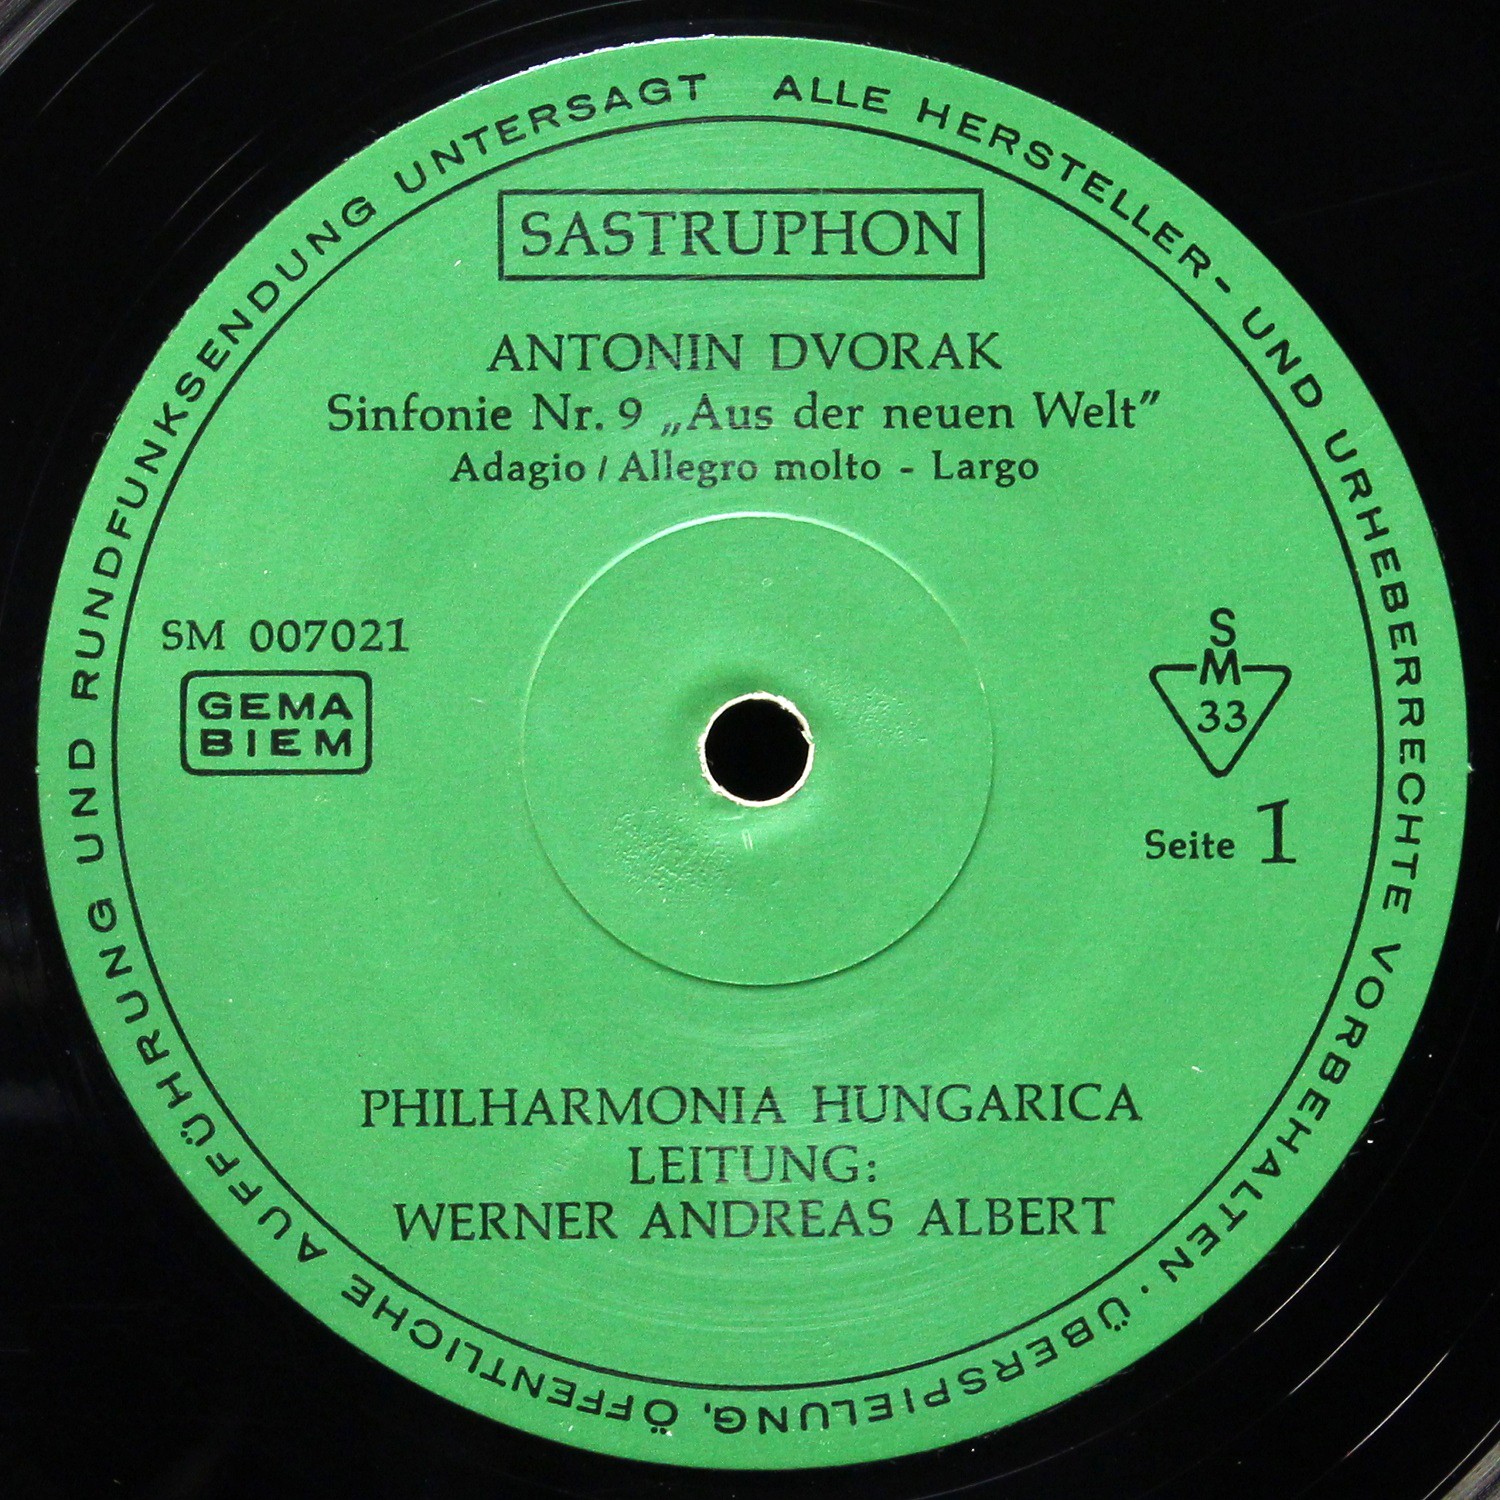 ALLE HERSTELLER- UND URHEBERRECHTE VORBEHALTEN · ÜBERSPIELUNG, ÖFFENTLICHE AUFFÜHRUNG UND RUNDFUNKSENDUNG UNTERSAGT
SASTRUPHON
ANTONIN DVORAK
Sinfonie Nr. 9 „Aus der neuen Welt”
Adagio / Allegro molto - Largo
SM 007021
GEMA
BIEM
S
M
33
Seite 1
PHILHARMONIA HUNGARICA
LEITUNG:
WERNER ANDREAS ALBERT